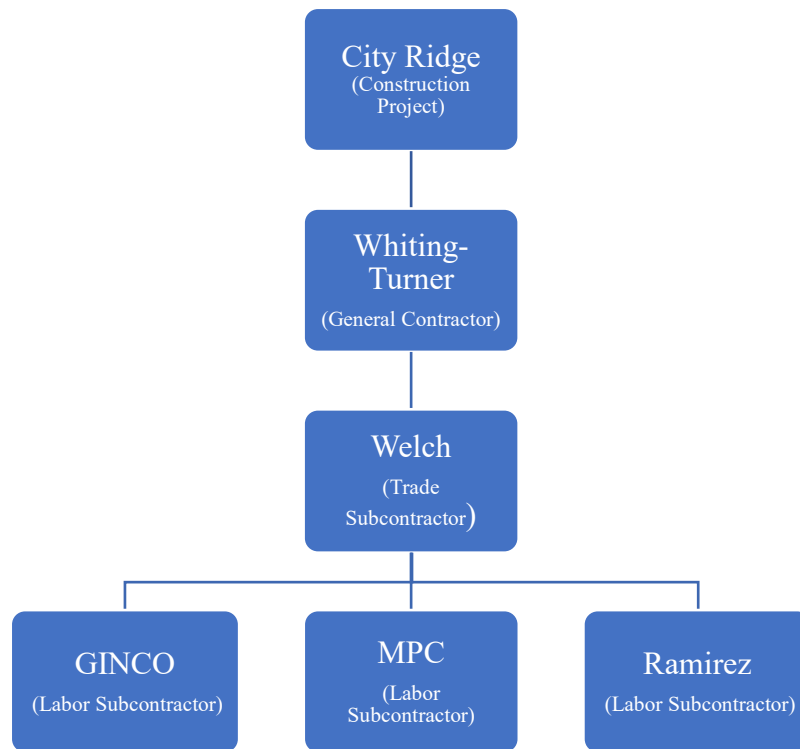 City Ridge
(Construction
Project)
Whiting-
Turner
(General Contractor)
Welch
(Trade
Subcontractor)
GINCO
(Labor Subcontractor)
MPC
(Labor
Subcontractor)
Ramirez
(Labor Subcontractor)